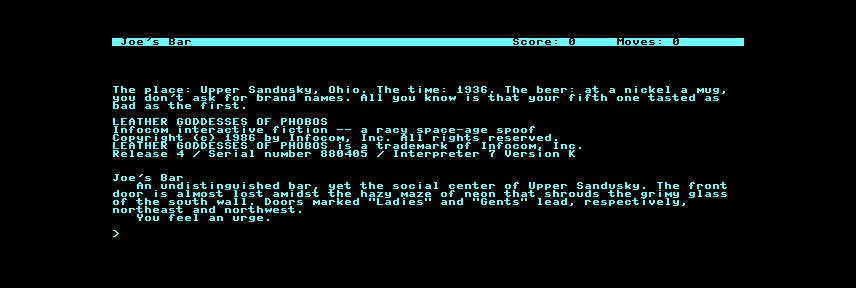 Joe's Bar Score: 0 Moves: 0
The place: Upper Sandusky, Ohio. The time: 1936. The beer: at a nickel a mug,
you don't ask for brand names. All you know is that your fifth one tasted as
bad as the first.
LEATHER GODDESSES OF PHOBOS
Infocom interactive fiction -- a racy space-age spoof
Copyright (c) 1986 by Infocom, Inc. All rights reserved.
LEATHER GODDESSES OF PHOBOS is a trademark of Infocom, Inc.
Release 4 / Serial number 880405 / Interpreter 7 Version K
Joe's Bar
An undistinguished bar, yet the social center of Upper Sandusky. The front
door is almost lost amidst the hazy maze of neon that shrouds the grimy glass
of the south wall. Doors marked "Ladies" and "Gents" lead, respectively,
northeast and northwest.
You feel an urge.
>